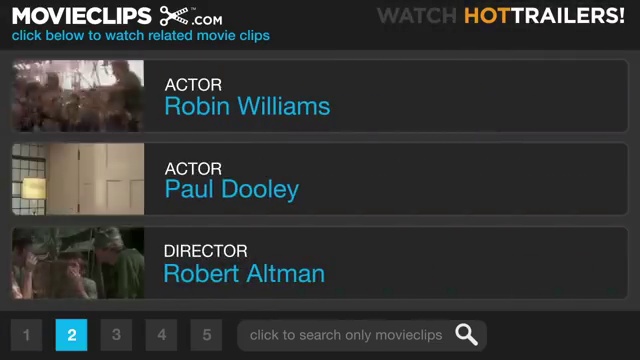 MOVIECLIPS.COM
click below to watch related movie clips
WATCH HOTTRAILERS!
ACTOR
Robin Williams
ACTOR
Paul Dooley
DIRECTOR
Robert Altman
1 2 3 4 5
click to search only movieclips